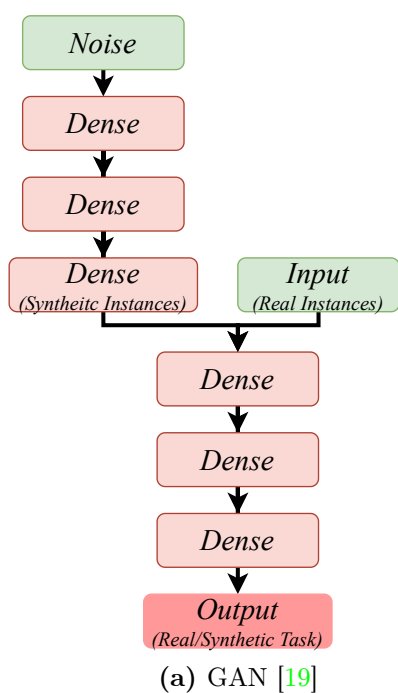 Noise
Dense
Dense
Dense
(Syntheitc Instances)
Input
(Real Instances)
Dense
Dense
Dense
Output
(Real/Synthetic Task)
(a) GAN [19]